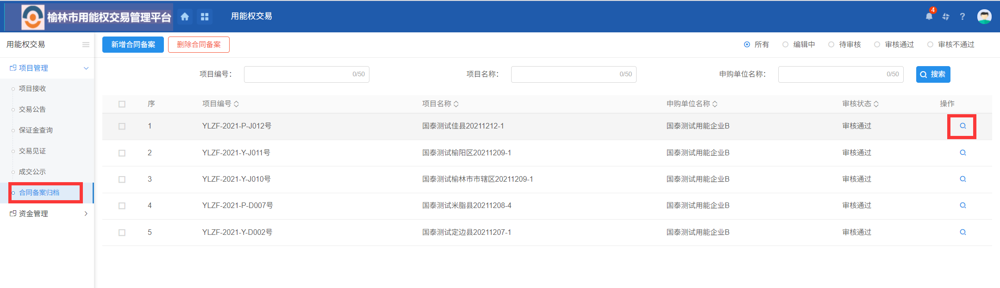 榆林市用能权交易管理平台 用能权交易 4 ?
用能权交易 新增合同备案 删除合同备案 所有 编辑中 待审核 审核通过 审核不通过
项目管理
项目接收
交易公告
保证金查询
交易见证
成交公示
合同备案归档
资金管理
项目编号： 0/50 项目名称： 0/50 申购单位名称： 0/50 搜索
序 项目编号 项目名称 申购单位名称 审核状态 操作
1 YLZF-2021-P-J012号 国泰测试佳县20211212-1 国泰测试用能企业B 审核通过
2 YLZF-2021-Y-J011号 国泰测试榆阳区20211209-1 国泰测试用能企业B 审核通过
3 YLZF-2021-Y-J010号 国泰测试榆林市市辖区20211209-1 国泰测试用能企业B 审核通过
4 YLZF-2021-P-D007号 国泰测试米脂县20211208-4 国泰测试用能企业B 审核通过
5 YLZF-2021-Y-D002号 国泰测试定边县20211207-1 国泰测试用能企业B 审核通过